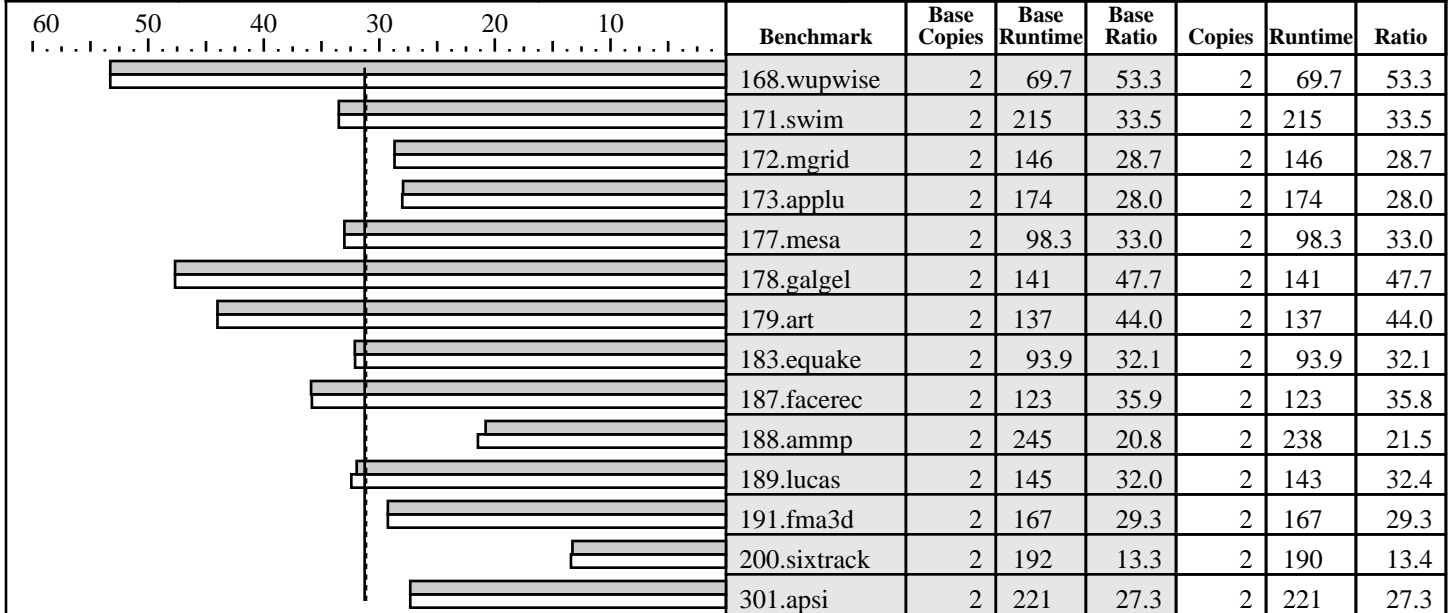 60 50 40 30 20 10
Benchmark Base Copies Base Runtime Base Ratio Copies Runtime Ratio
168.wupwise 2 69.7 53.3 2 69.7 53.3
171.swim 2 215 33.5 2 215 33.5
172.mgrid 2 146 28.7 2 146 28.7
173.applu 2 174 28.0 2 174 28.0
177.mesa 2 98.3 33.0 2 98.3 33.0
178.galgel 2 141 47.7 2 141 47.7
179.art 2 137 44.0 2 137 44.0
183.equake 2 93.9 32.1 2 93.9 32.1
187.facerec 2 123 35.9 2 123 35.8
188.ammp 2 245 20.8 2 238 21.5
189.lucas 2 145 32.0 2 143 32.4
191.fma3d 2 167 29.3 2 167 29.3
200.sixtrack 2 192 13.3 2 190 13.4
301.apsi 2 221 27.3 2 221 27.3